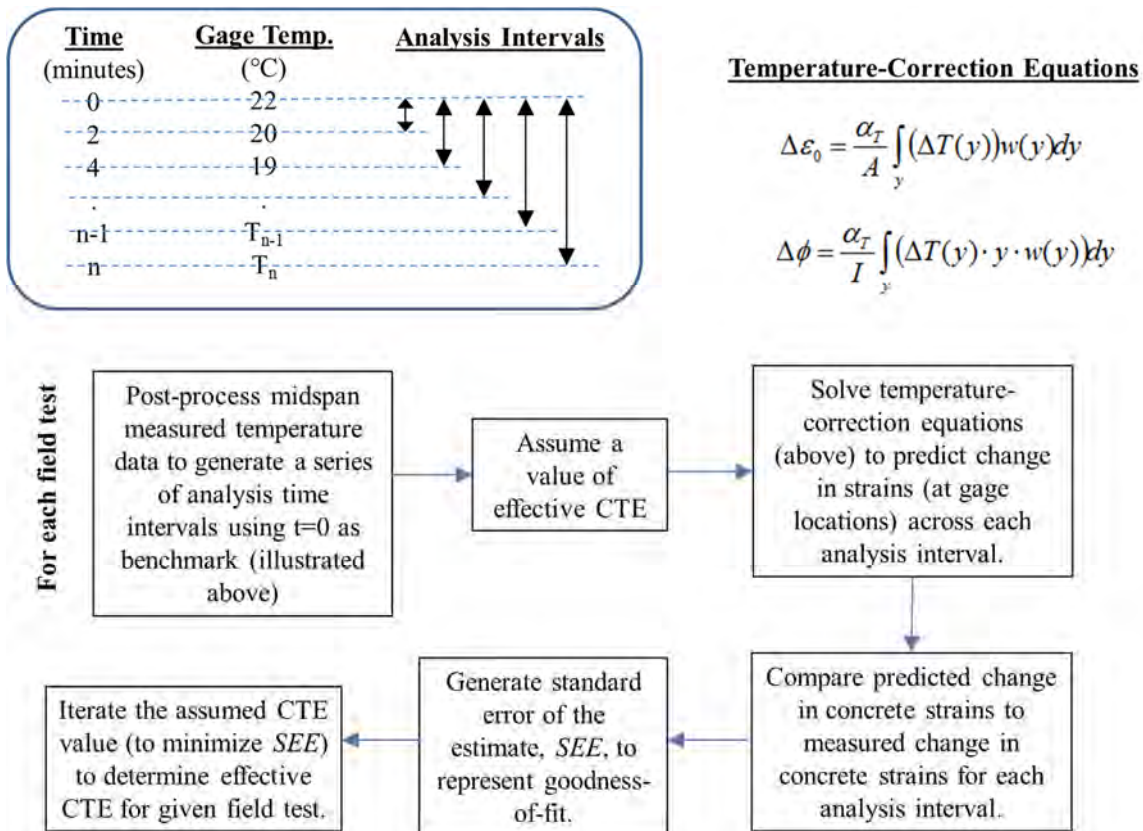 Time Gage Temp. Analysis Intervals
(minutes) (°C)
0 22
2 20
4 19
. .
n-1 Tn-1
n Tn
Temperature-Correction Equations
Δε₀ = α_T/A ∫_y (ΔT(y))w(y)dy
Δϕ = α_T/I ∫_y (ΔT(y)·y·w(y))dy
For each field test
Post-process midspan
measured temperature
data to generate a series
of analysis time
intervals using t=0 as
benchmark (illustrated
above)
Assume a
value of
effective CTE
Solve temperature-
correction equations
(above) to predict change
in strains (at gage
locations) across each
analysis interval.
Compare predicted change
in concrete strains to
measured change in
concrete strains for each
analysis interval.
Generate standard
error of the
estimate, SEE, to
represent goodness-
of-fit.
Iterate the assumed CTE
value (to minimize SEE)
to determine effective
CTE for given field test.